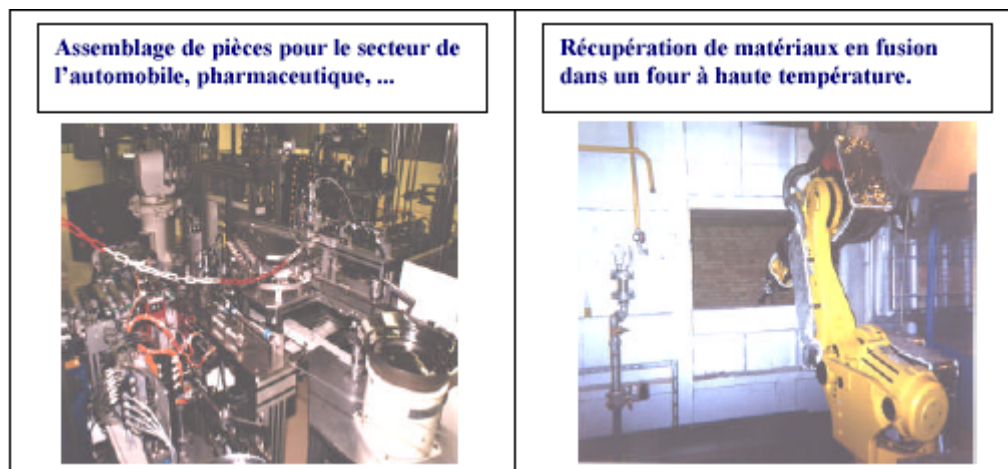 Assemblage de pièces pour le secteur de
l'automobile, pharmaceutique, ...
Récupération de matériaux en fusion
dans un four à haute température.